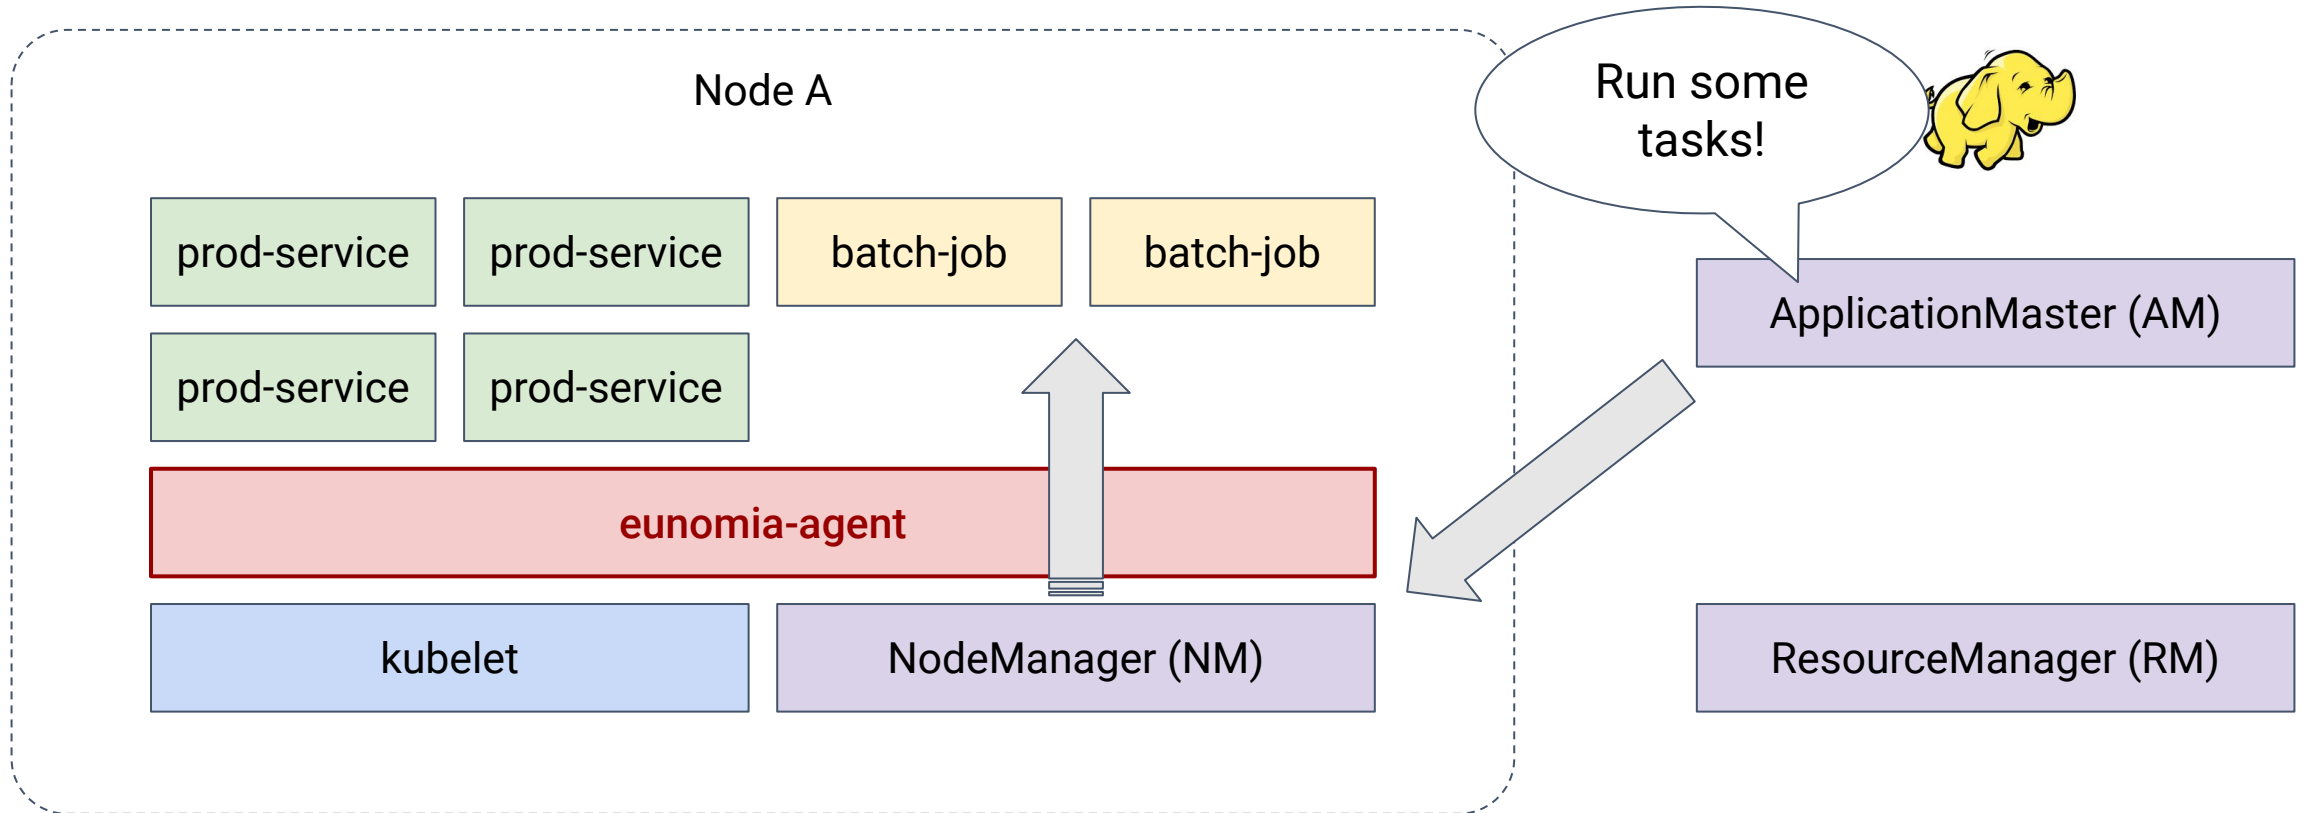 Node A
Run some
tasks!
prod-service
prod-service
batch-job
batch-job
ApplicationMaster (AM)
prod-service
prod-service
eunomia-agent
kubelet
NodeManager (NM)
ResourceManager (RM)